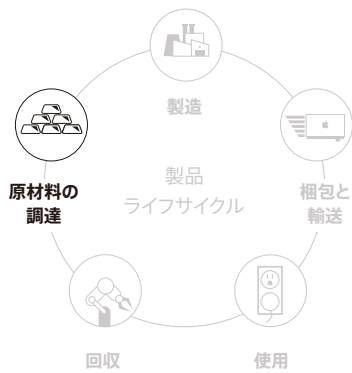 製造
原材料の
調達
製品
ライフサイクル
梱包と
輸送
回収
使用